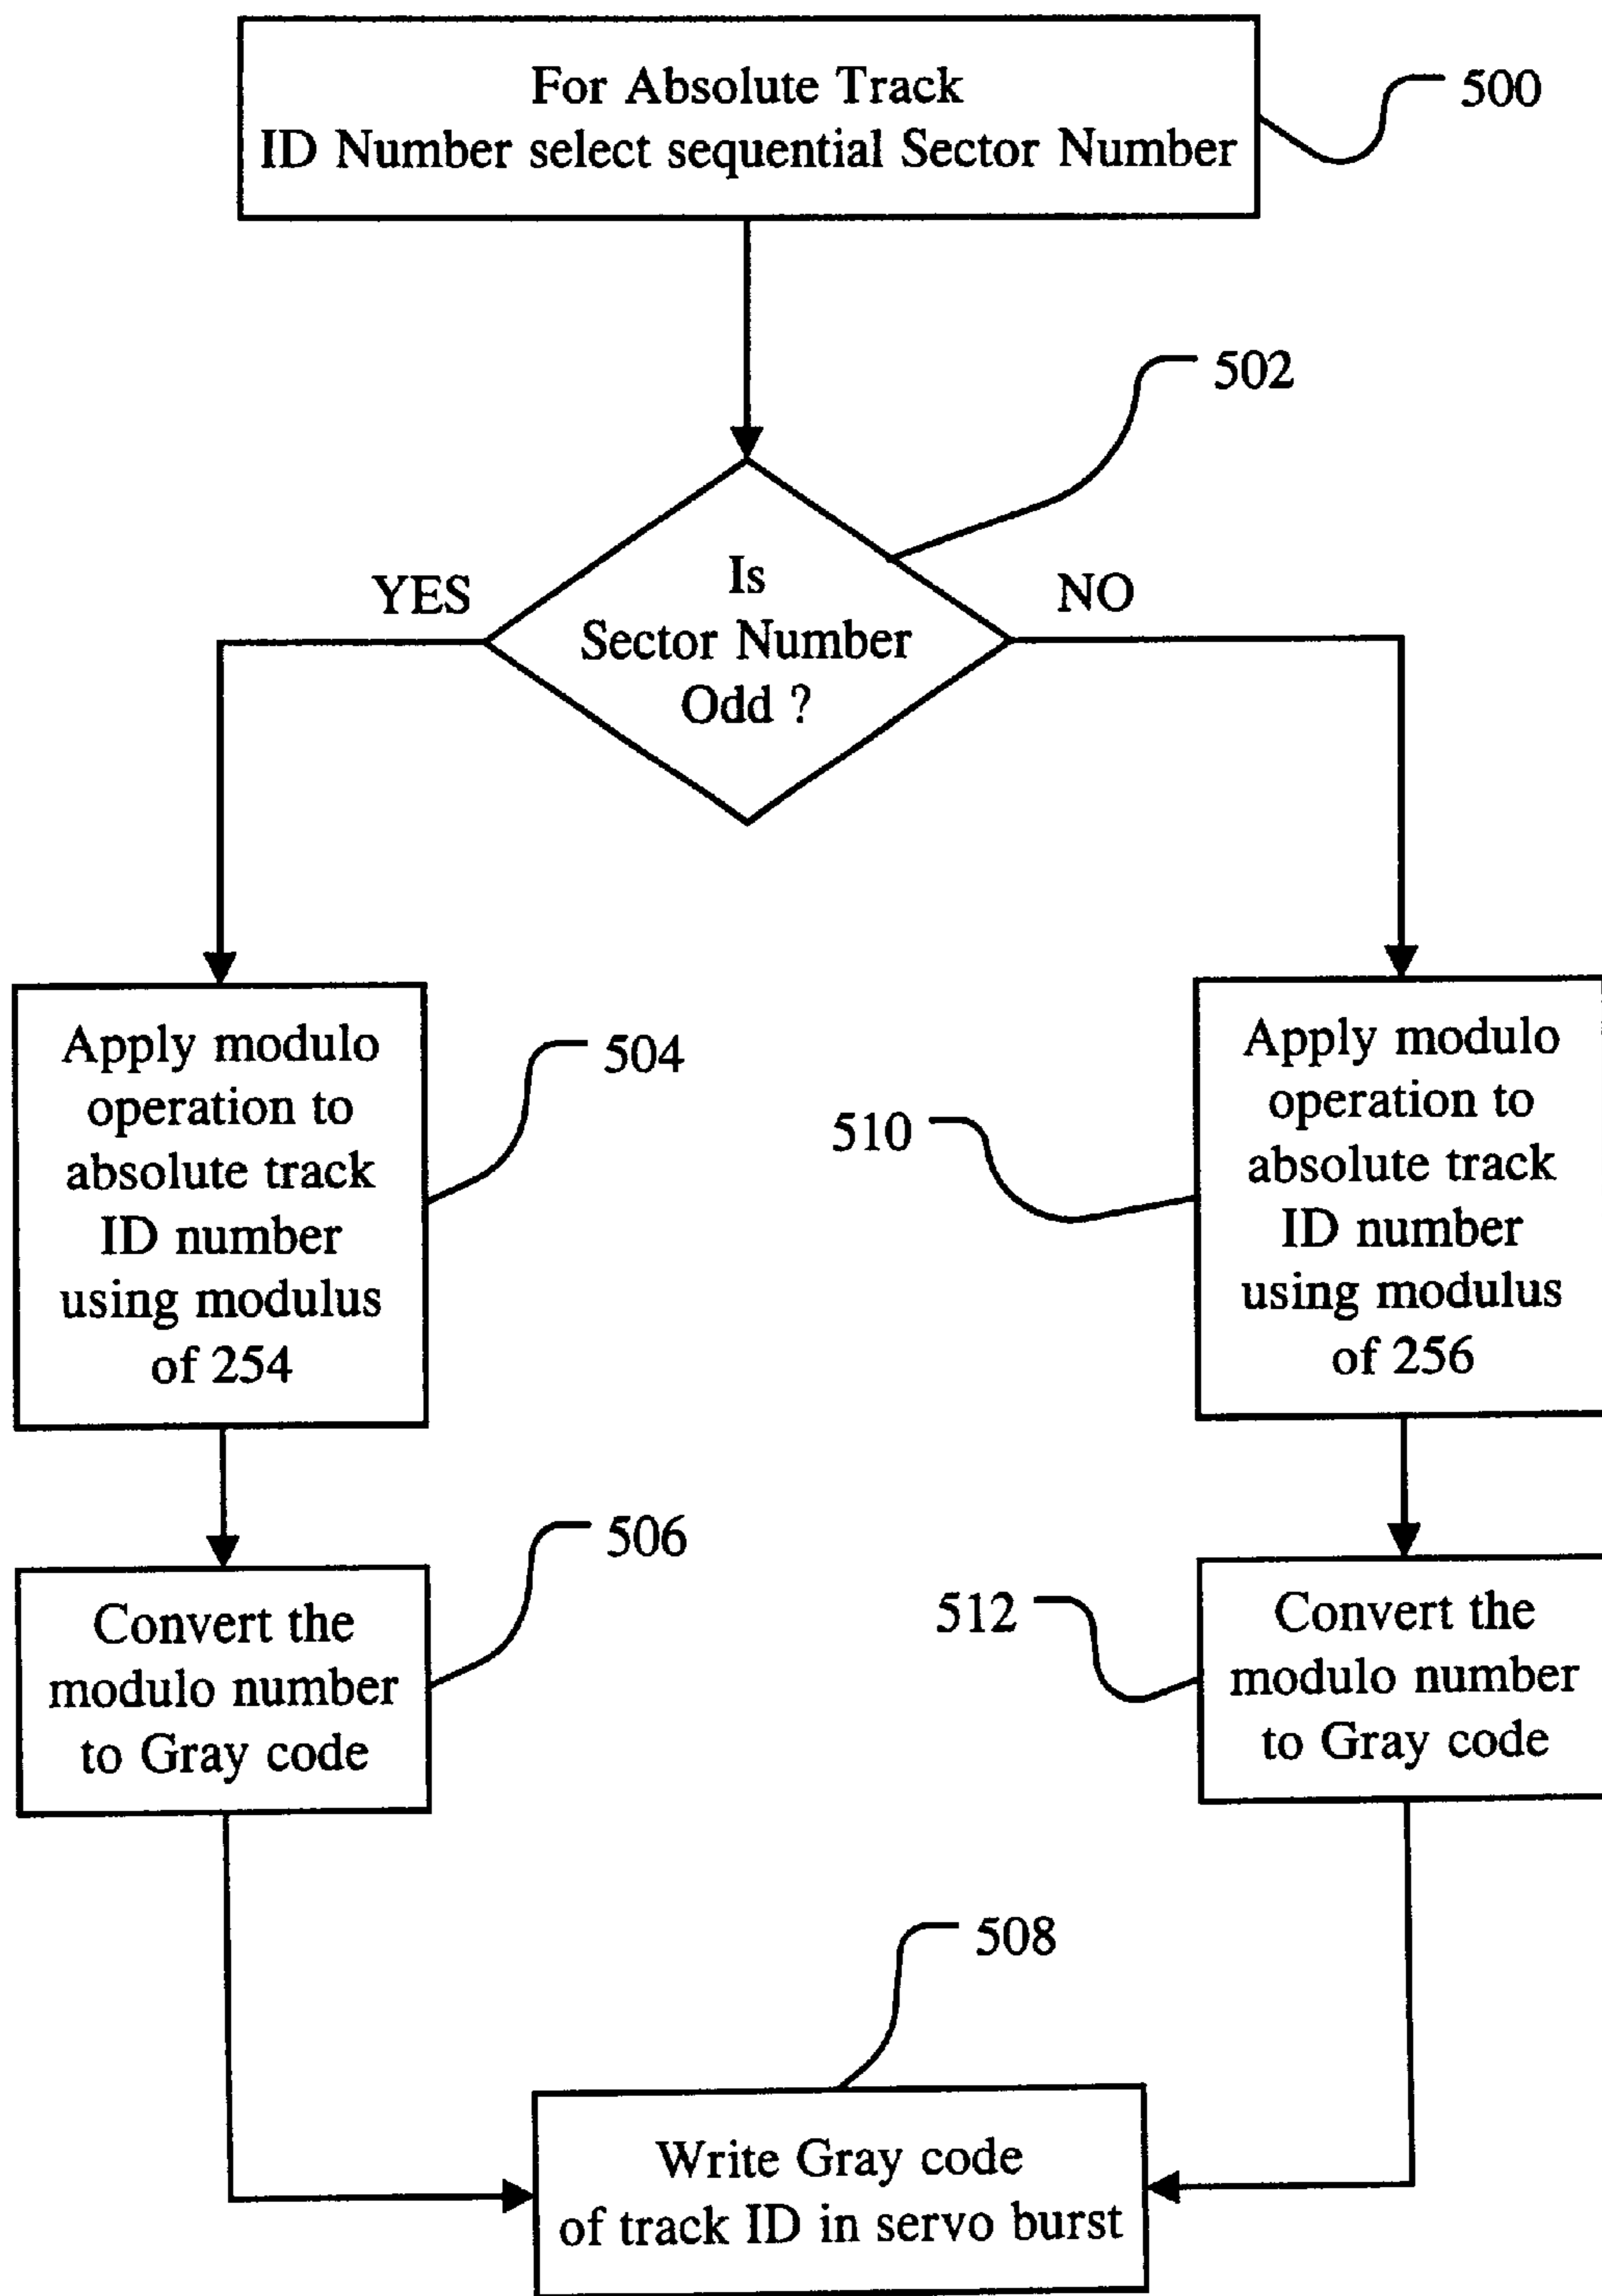 For Absolute Track
ID Number select sequential Sector Number
500
502
Is
Sector Number
Odd ?
YES
NO
Apply modulo
operation to
absolute track
ID number
using modulus
of 254
504
510
Apply modulo
operation to
absolute track
ID number
using modulus
of 256
Convert the
modulo number
to Gray code
506
512
Convert the
modulo number
to Gray code
508
Write Gray code
of track ID in servo burst